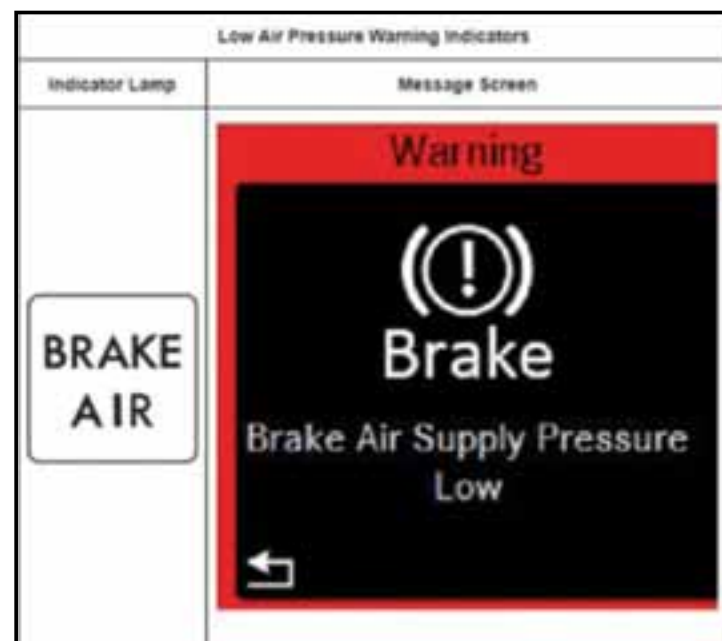 Low Air Pressure Warning Indicators
Indicator Lamp
Message Screen
Warning
(!)
Brake
BRAKE
AIR
Brake Air Supply Pressure
Low